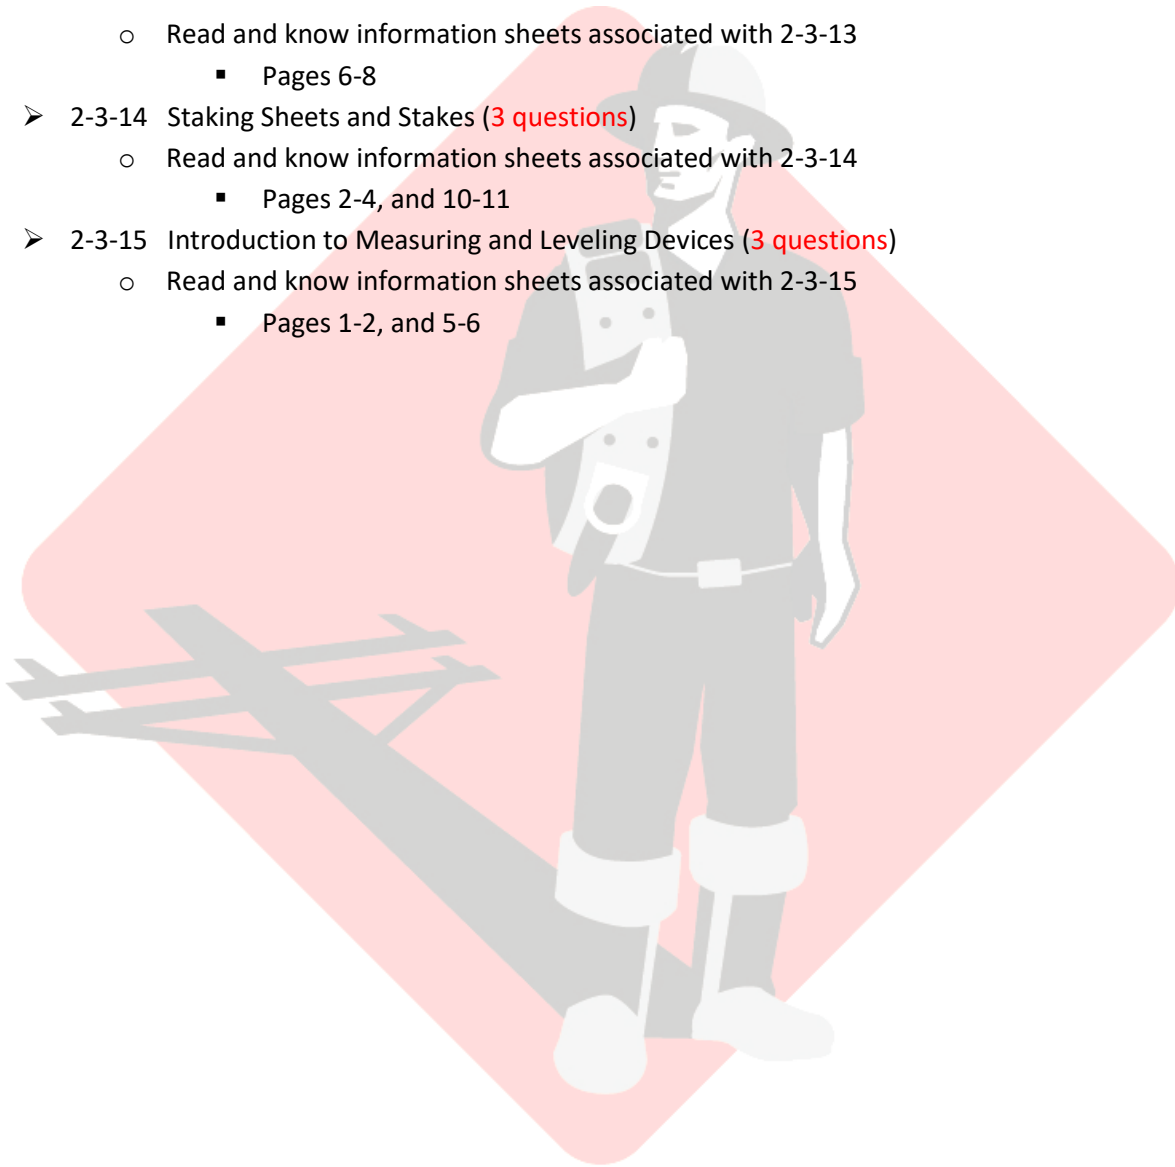 o Read and know information sheets associated with 2-3-13
▪ Pages 6-8
➢ 2-3-14 Staking Sheets and Stakes (3 questions)
o Read and know information sheets associated with 2-3-14
▪ Pages 2-4, and 10-11
➢ 2-3-15 Introduction to Measuring and Leveling Devices (3 questions)
o Read and know information sheets associated with 2-3-15
▪ Pages 1-2, and 5-6